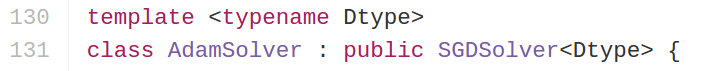 130 template <typename Dtype>
131 class AdamSolver : public SGDSolver<Dtype> {